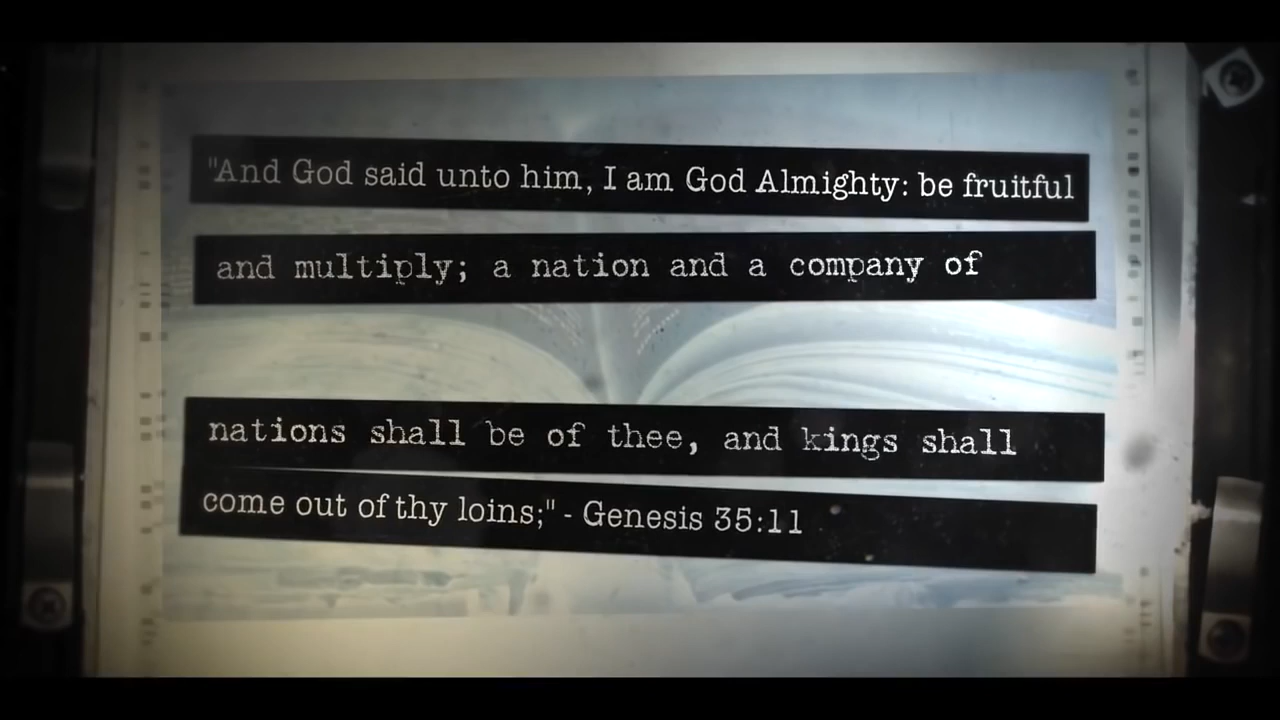 "And God said unto him, I am God Almighty: be fruitful
and multiply; a nation and a company of
nations shall be of thee, and kings shall
come out of thy loins;" - Genesis 35:11